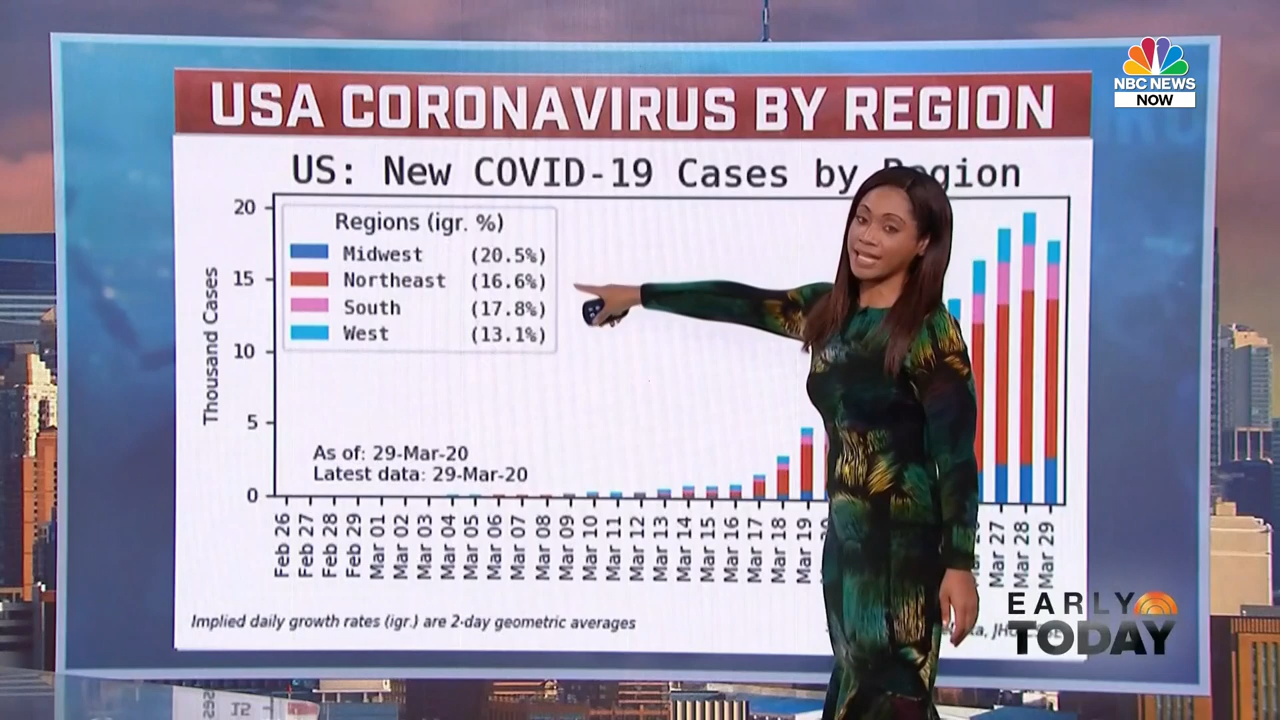 NBC NEWS
NOW
USA CORONAVIRUS BY REGION
US: New COVID-19 Cases by Region
Thousand Cases
20
15
10
5
0
Regions (igr. %)
Midwest (20.5%)
Northeast (16.6%)
South (17.8%)
West (13.1%)
As of: 29-Mar-20
Latest data: 29-Mar-20
Feb 26
Feb 27
Feb 28
Feb 29
Mar 01
Mar 02
Mar 03
Mar 04
Mar 05
Mar 06
Mar 07
Mar 08
Mar 09
Mar 10
Mar 11
Mar 12
Mar 13
Mar 14
Mar 15
Mar 16
Mar 17
Mar 18
Mar 19
Mar 27
Mar 28
Mar 29
Implied daily growth rates (igr.) are 2-day geometric averages
EARLY
TODAY